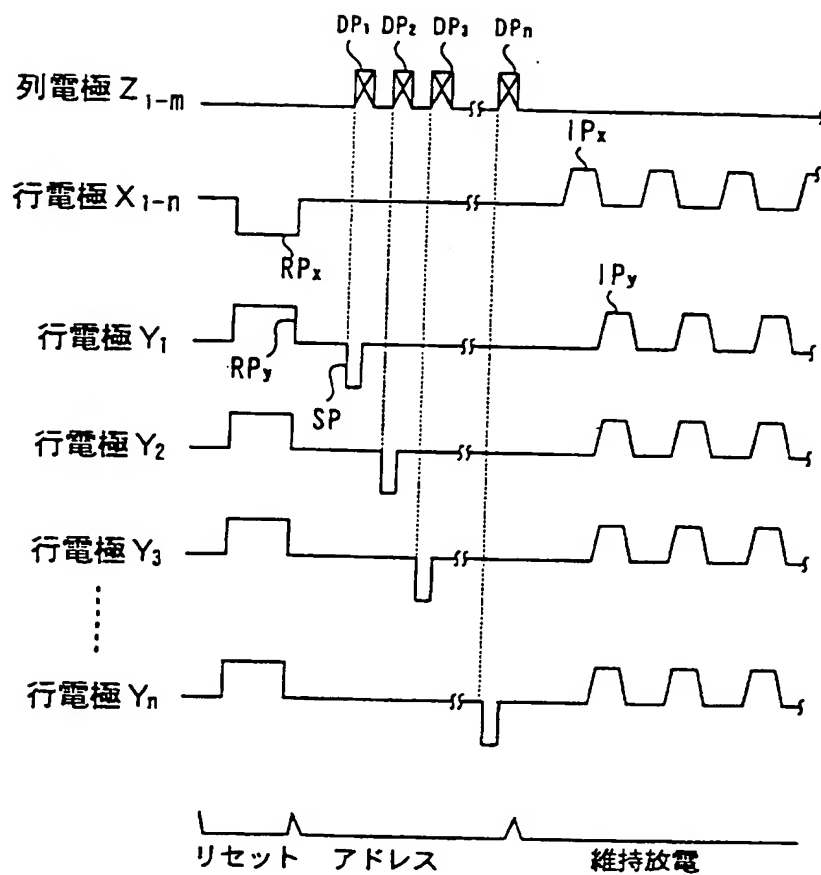 DP₁ DP₂ DP₃ DPn
列電極 Z₁₋m
IPx
行電極 X₁₋n
RPx
IPy
行電極 Y₁
RPy
SP
行電極 Y₂
行電極 Y₃
行電極 Yn
リセット アドレス 維持放電